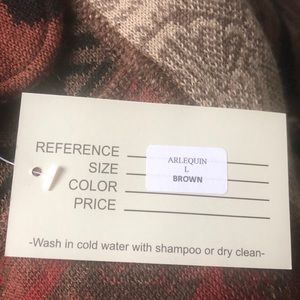 REFERENCE
SIZE
COLOR
PRICE
ARLEQUIN
L
BROWN
-Wash in cold water with shampoo or dry clean-